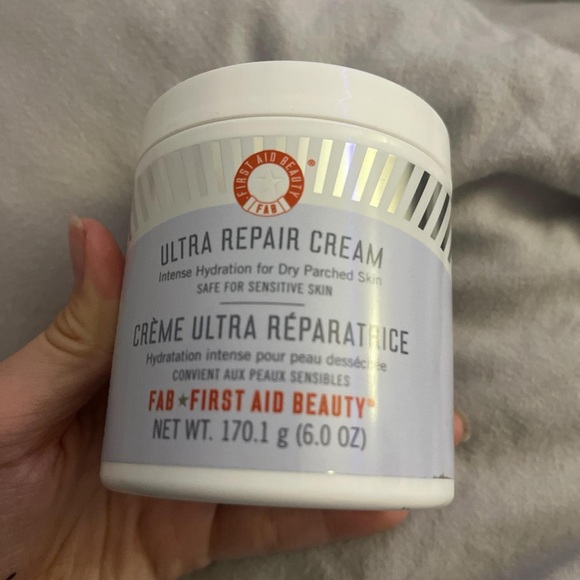 FIRST AID BEAUTY
FAB
®
ULTRA REPAIR CREAM
Intense Hydration for Dry Parched Skin
SAFE FOR SENSITIVE SKIN
CRÈME ULTRA RÉPARATRICE
Hydratation intense pour peau desséchée
CONVIENT AUX PEAUX SENSIBLES
FAB★FIRST AID BEAUTY®
NET WT. 170.1 g (6.0 OZ)